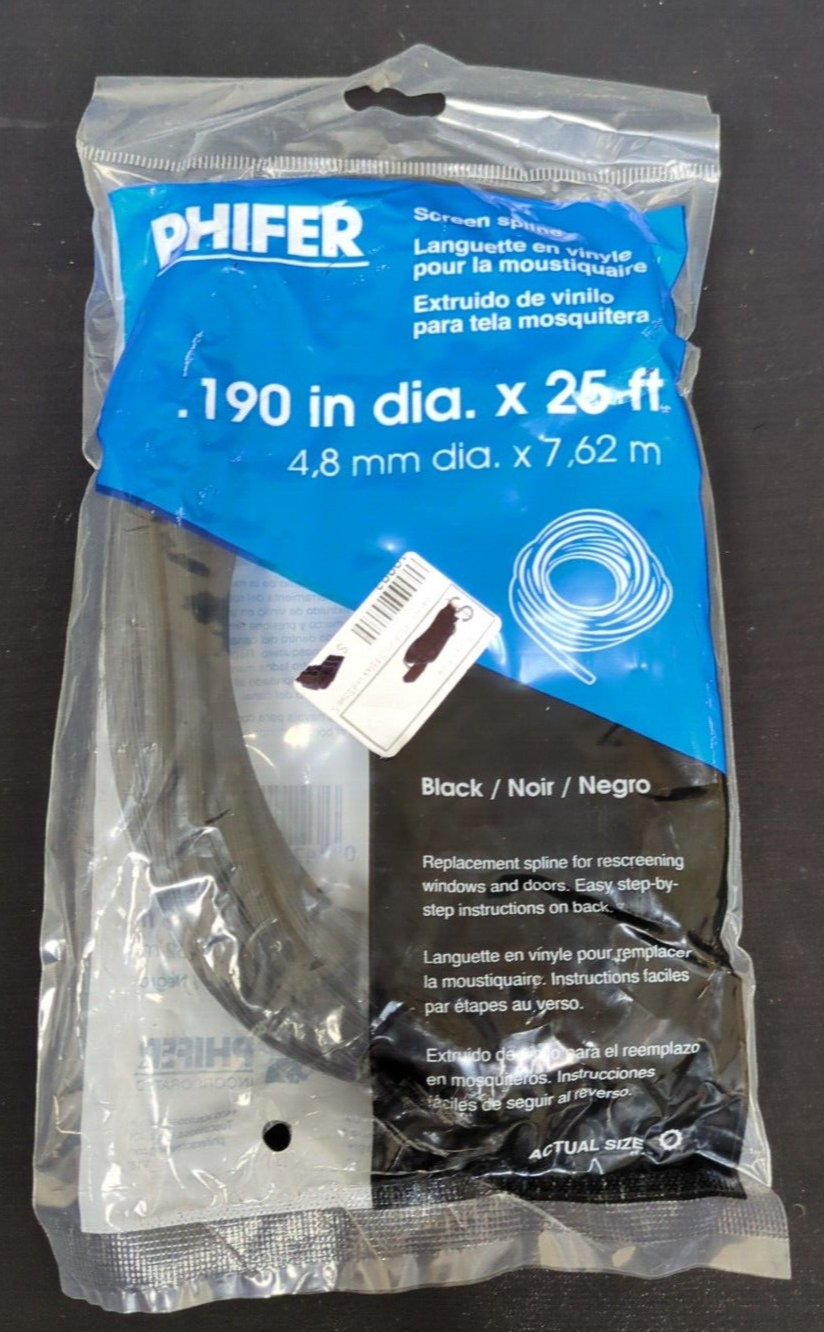 PHIFER
Screen spline
Languette en vinyle
pour la moustiquaire
Extruido de vinilo
para tela mosquitera
.190 in dia. x 25 ft
4,8 mm dia. x 7,62 m
Black / Noir / Negro
Replacement spline for rescreening
windows and doors. Easy step-by-
step instructions on back.
Languette en vinyle pour remplacer
la moustiquaire. Instructions faciles
par étapes au verso.
Extruido de para el reemplazo
en mosquiteros. Instrucciones
fáciles de seguir al reverso.
ACTUAL SIZE
PHIFER
INCORPORATED